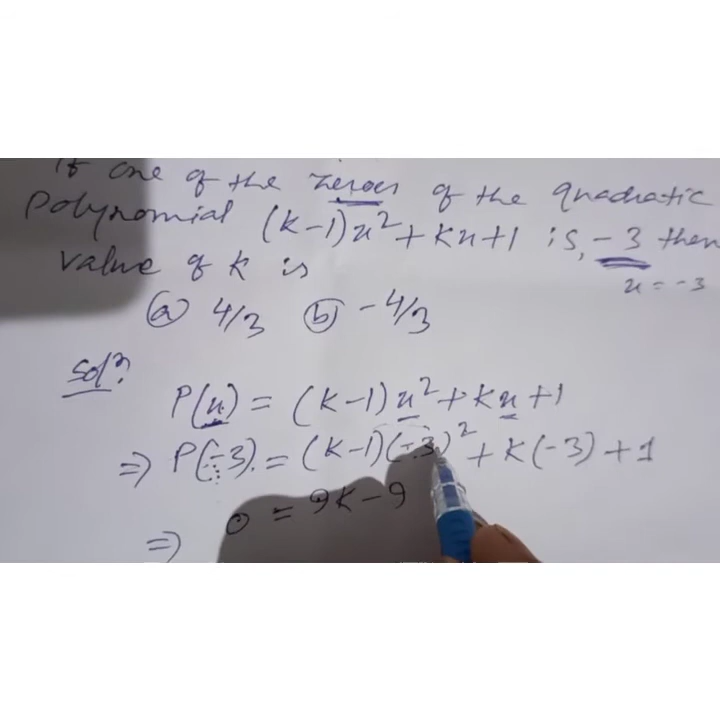 If one of the zeroes of the quadratic
Polynomial (k-1)x²+kx+1 is, -3 then
value of k is
x = -3
(a) 4/3 (b) -4/3
Solⁿ:
P(x) = (k-1)x²+kx+1
⇒ P(-3) = (k-1)(-3)²+k(-3)+1
⇒ 0 = 9k-9